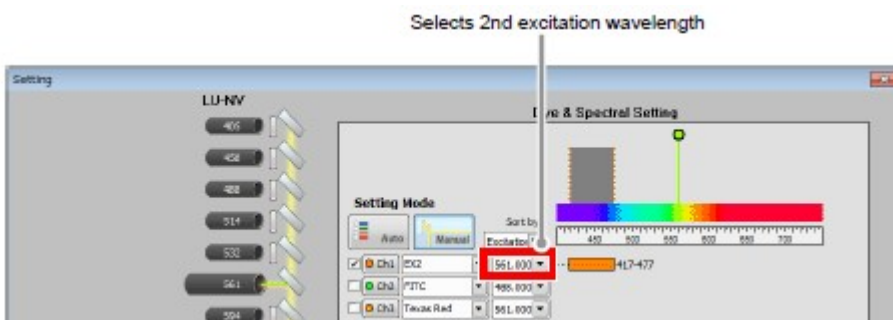 Selects 2nd excitation wavelength
Setting
LU-NV
405
458
488
514
532
561
594
Dye & Spectral Setting
Setting Mode
Auto
Manual
Sort by
Excitation
450 500 550 600 650 700
Ch1 EX2 561.000 417-477
Ch2 FITC 488.000
Ch3 Texas Red 561.000